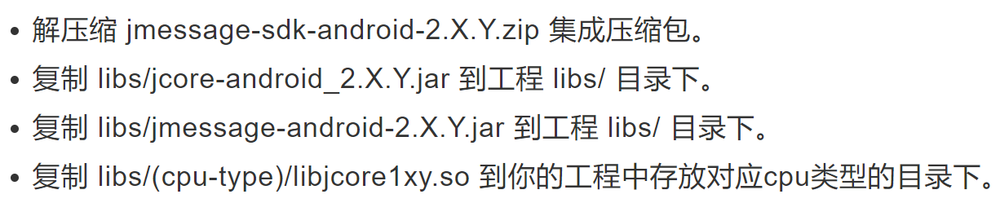 • 解压缩 jmessage-sdk-android-2.X.Y.zip 集成压缩包。
• 复制 libs/jcore-android_2.X.Y.jar 到工程 libs/ 目录下。
• 复制 libs/jmessage-android-2.X.Y.jar 到工程 libs/ 目录下。
• 复制 libs/(cpu-type)/libjcore1xy.so 到你的工程中存放对应cpu类型的目录下。